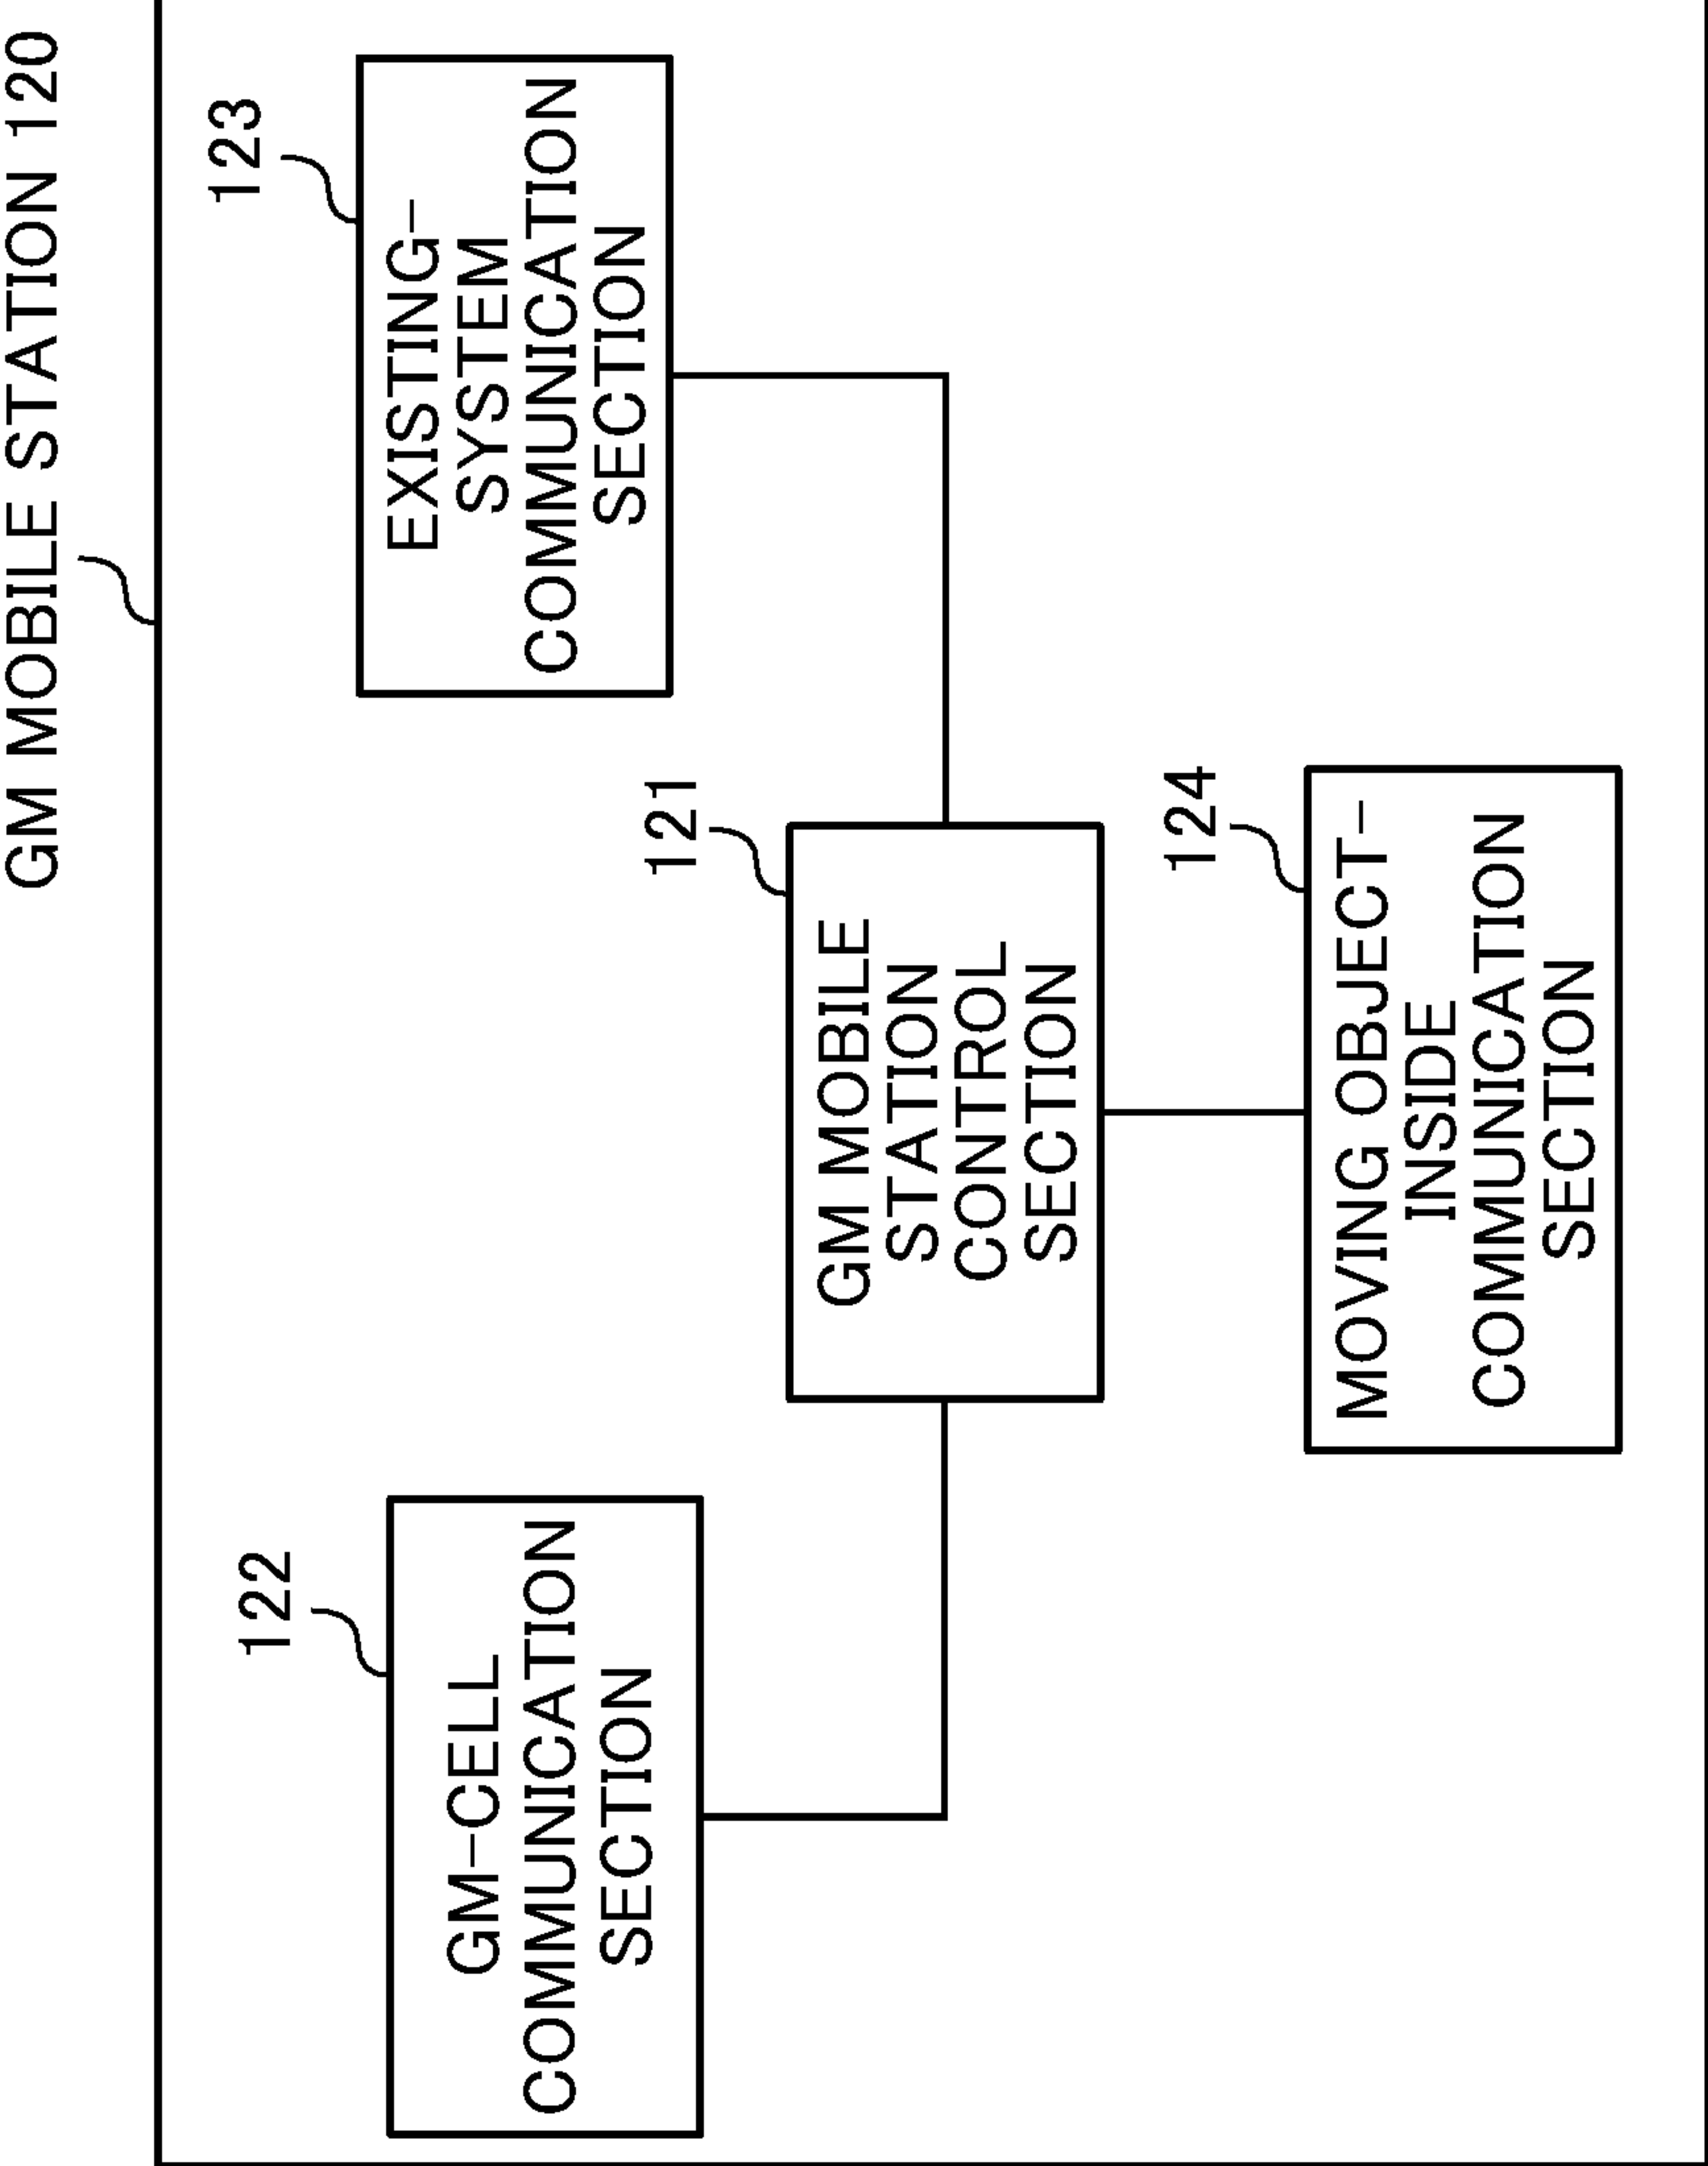 GM MOBILE STATION 120
122
GM-CELL
COMMUNICATION
SECTION
123
EXISTING-
SYSTEM
COMMUNICATION
SECTION
121
GM MOBILE
STATION
CONTROL
SECTION
124
MOVING OBJECT-
INSIDE
COMMUNICATION
SECTION